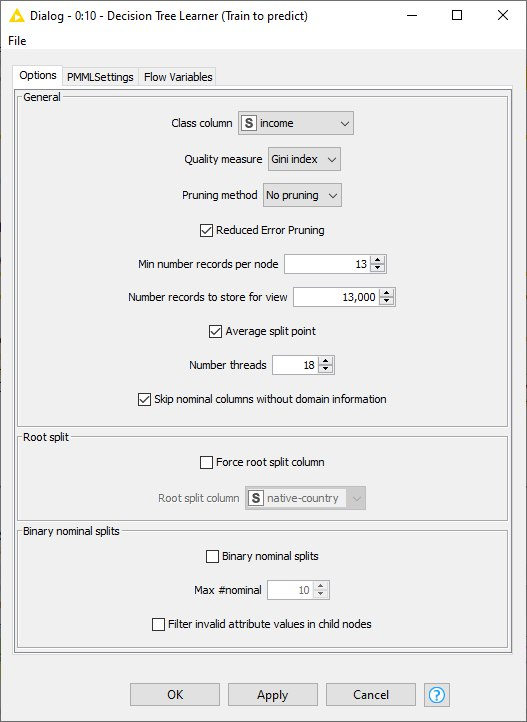 Dialog - 0:10 - Decision Tree Learner (Train to predict)
File
Options PMMLSettings Flow Variables
General
Class column S income
Quality measure Gini index
Pruning method No pruning
Reduced Error Pruning
Min number records per node 13
Number records to store for view 13,000
Average split point
Number threads 18
Skip nominal columns without domain information
Root split
Force root split column
Root split column S native-country
Binary nominal splits
Binary nominal splits
Max #nominal 10
Filter invalid attribute values in child nodes
OK Apply Cancel ?